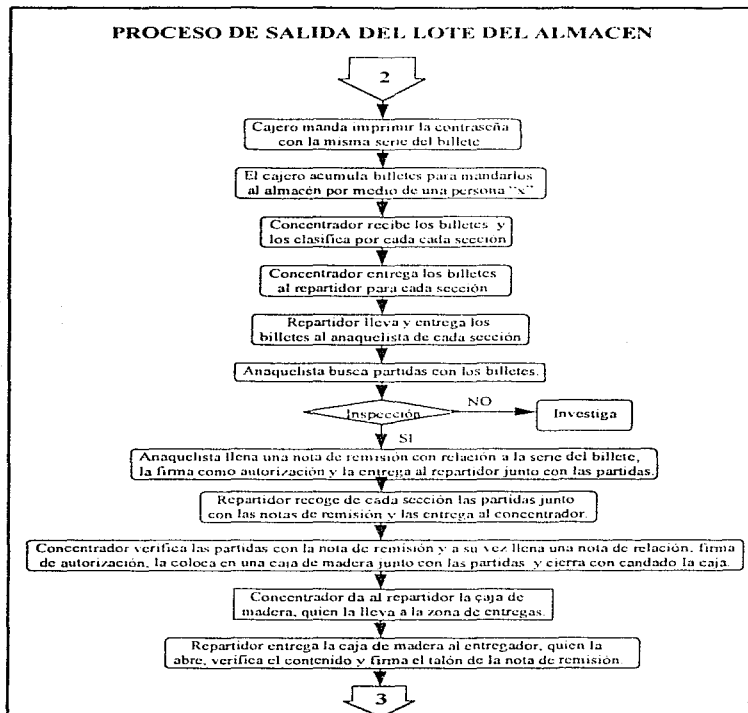 PROCESO DE SALIDA DEL LOTE DEL ALMACEN
2
Cajero manda imprimir la contraseña
con la misma serie del billete
El cajero acumula billetes para mandarlos
al almacén por medio de una persona "x"
Concentrador recibe los billetes y
los clasifica por cada cada sección
Concentrador entrega los billetes
al repartidor para cada sección
Repartidor lleva y entrega los
billetes al anaquelista de cada sección
Anaquelista busca partidas con los billetes.
Inspección
NO
Investiga
SI
Anaquelista llena una nota de remisión con relación a la serie del billete,
la firma como autorización y la entrega al repartidor junto con las partidas.
Repartidor recoge de cada sección las partidas junto
con las notas de remisión y las entrega al concentrador.
Concentrador verifica las partidas con la nota de remisión y a su vez llena una nota de relación, firma
de autorización, la coloca en una caja de madera junto con las partidas y cierra con candado la caja.
Concentrador da al repartidor la caja de
madera, quien la lleva a la zona de entregas.
Repartidor entrega la caja de madera al entregador, quien la
abre, verifica el contenido y firma el talón de la nota de remisión.
3